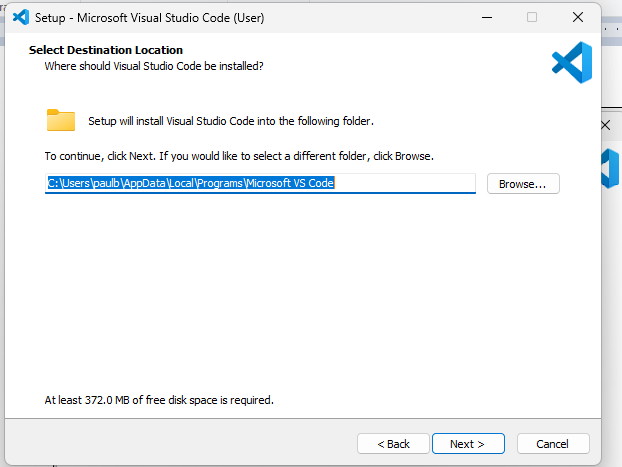 Setup - Microsoft Visual Studio Code (User)
Select Destination Location
Where should Visual Studio Code be installed?
Setup will install Visual Studio Code into the following folder.
To continue, click Next. If you would like to select a different folder, click Browse.
C:\Users\paulb\AppData\Local\Programs\Microsoft VS Code
Browse...
At least 372.0 MB of free disk space is required.
< Back
Next >
Cancel